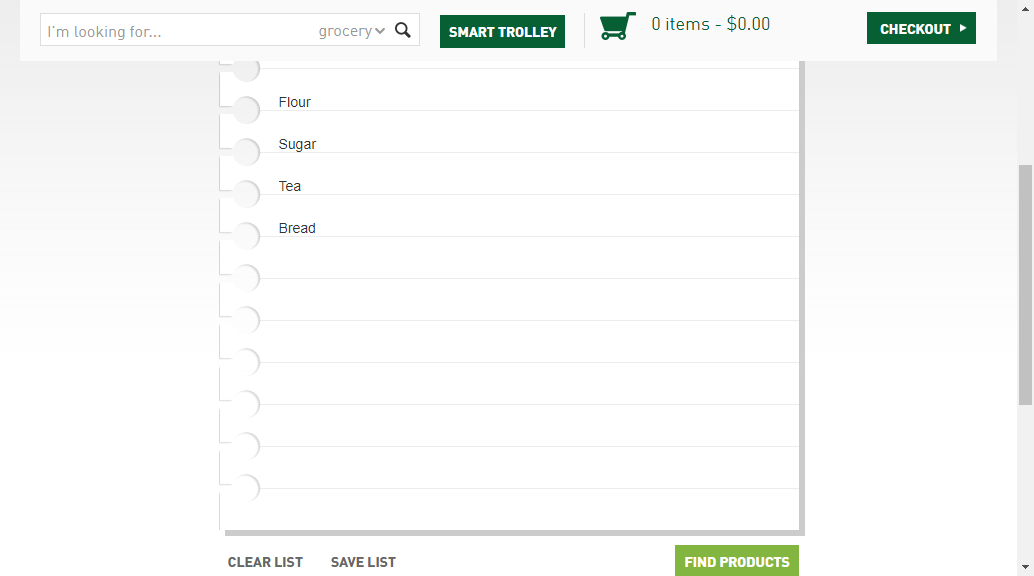 I'm looking for... grocery SMART TROLLEY 0 items - $0.00 CHECKOUT
Flour
Sugar
Tea
Bread
CLEAR LIST SAVE LIST FIND PRODUCTS